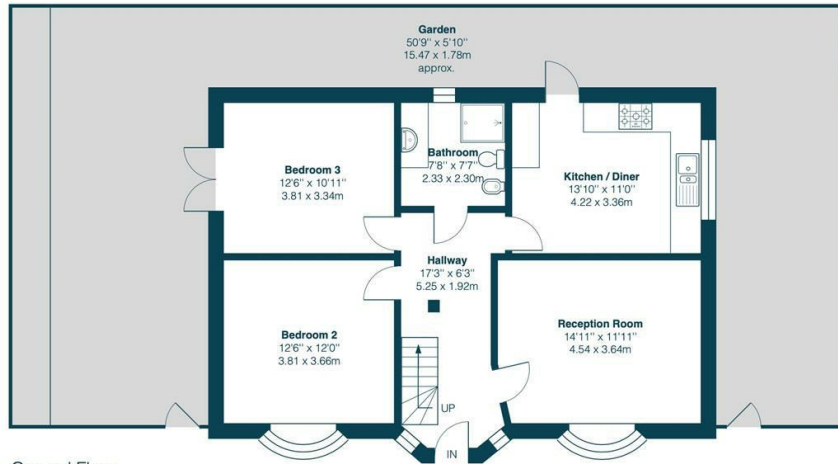 Garden
50'9'' x 5'10''
15.47 x 1.78m
approx.
Bedroom 3
12'6'' x 10'11''
3.81 x 3.34m
Bathroom
7'8'' x 7'7''
2.33 x 2.30m
Kitchen / Diner
13'10'' x 11'0''
4.22 x 3.36m
Hallway
17'3'' x 6'3''
5.25 x 1.92m
Bedroom 2
12'6'' x 12'0''
3.81 x 3.66m
Reception Room
14'11'' x 11'11''
4.54 x 3.64m
UP
IN